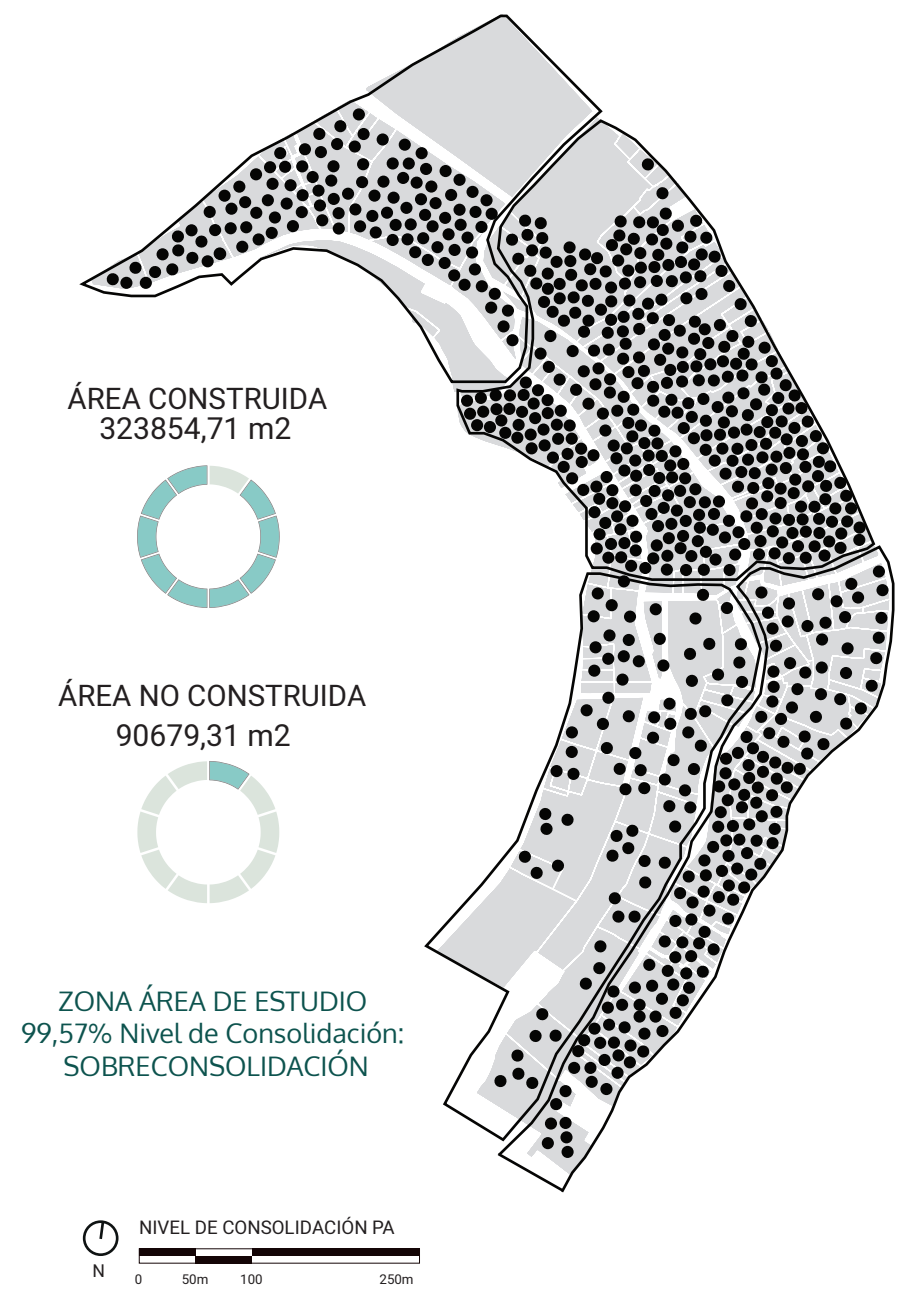 ÁREA CONSTRUIDA
323854,71 m2
ÁREA NO CONSTRUIDA
90679,31 m2
ZONA ÁREA DE ESTUDIO
99,57% Nivel de Consolidación:
SOBRECONSOLIDACIÓN
NIVEL DE CONSOLIDACIÓN PA
N
0 50m 100 250m